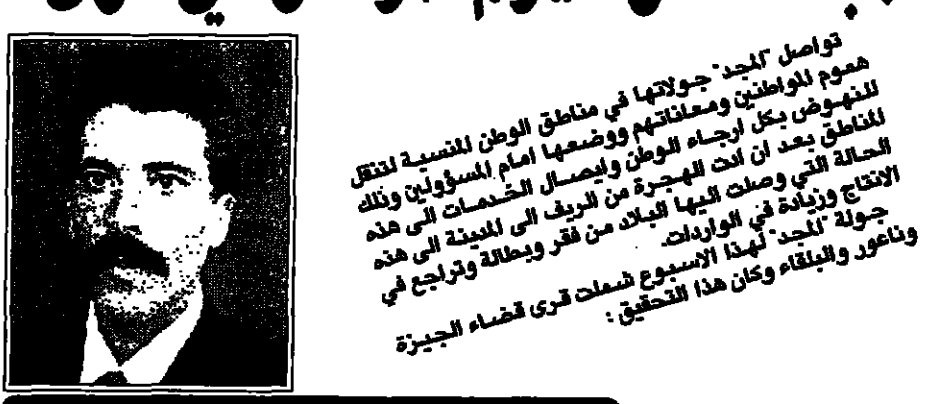 تواصل "المجد" جولاتها في مناطق الوطن المنسية لتنقل
هموم المواطنين ومعاناتهم ووضعها امام المسؤولين وذلك
للنهوض بكل ارجاء الوطن وايصال الخدمات الى هذه
المناطق بعد ان ادت الهجرة من الريف الى المدينة الى هذه
الحالة التي وصلت اليها البلاد من فقر وبطالة وتراجع في
الانتاج وزيادة في الواردات.
جولة "المجد" لهذا الاسبوع شملت قرى قضاء الجيزة
وناعور والبلقاء وكان هذا التحقيق :